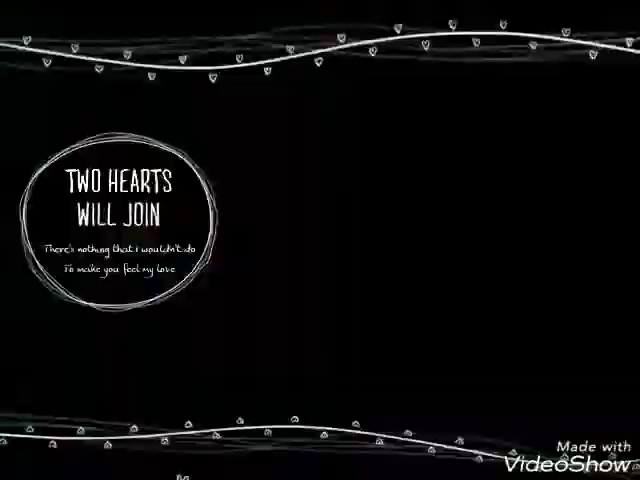 TWO HEARTS
WILL JOIN
There's nothing that i wouldn't do
To make you feel my love
Made with
VideoShow